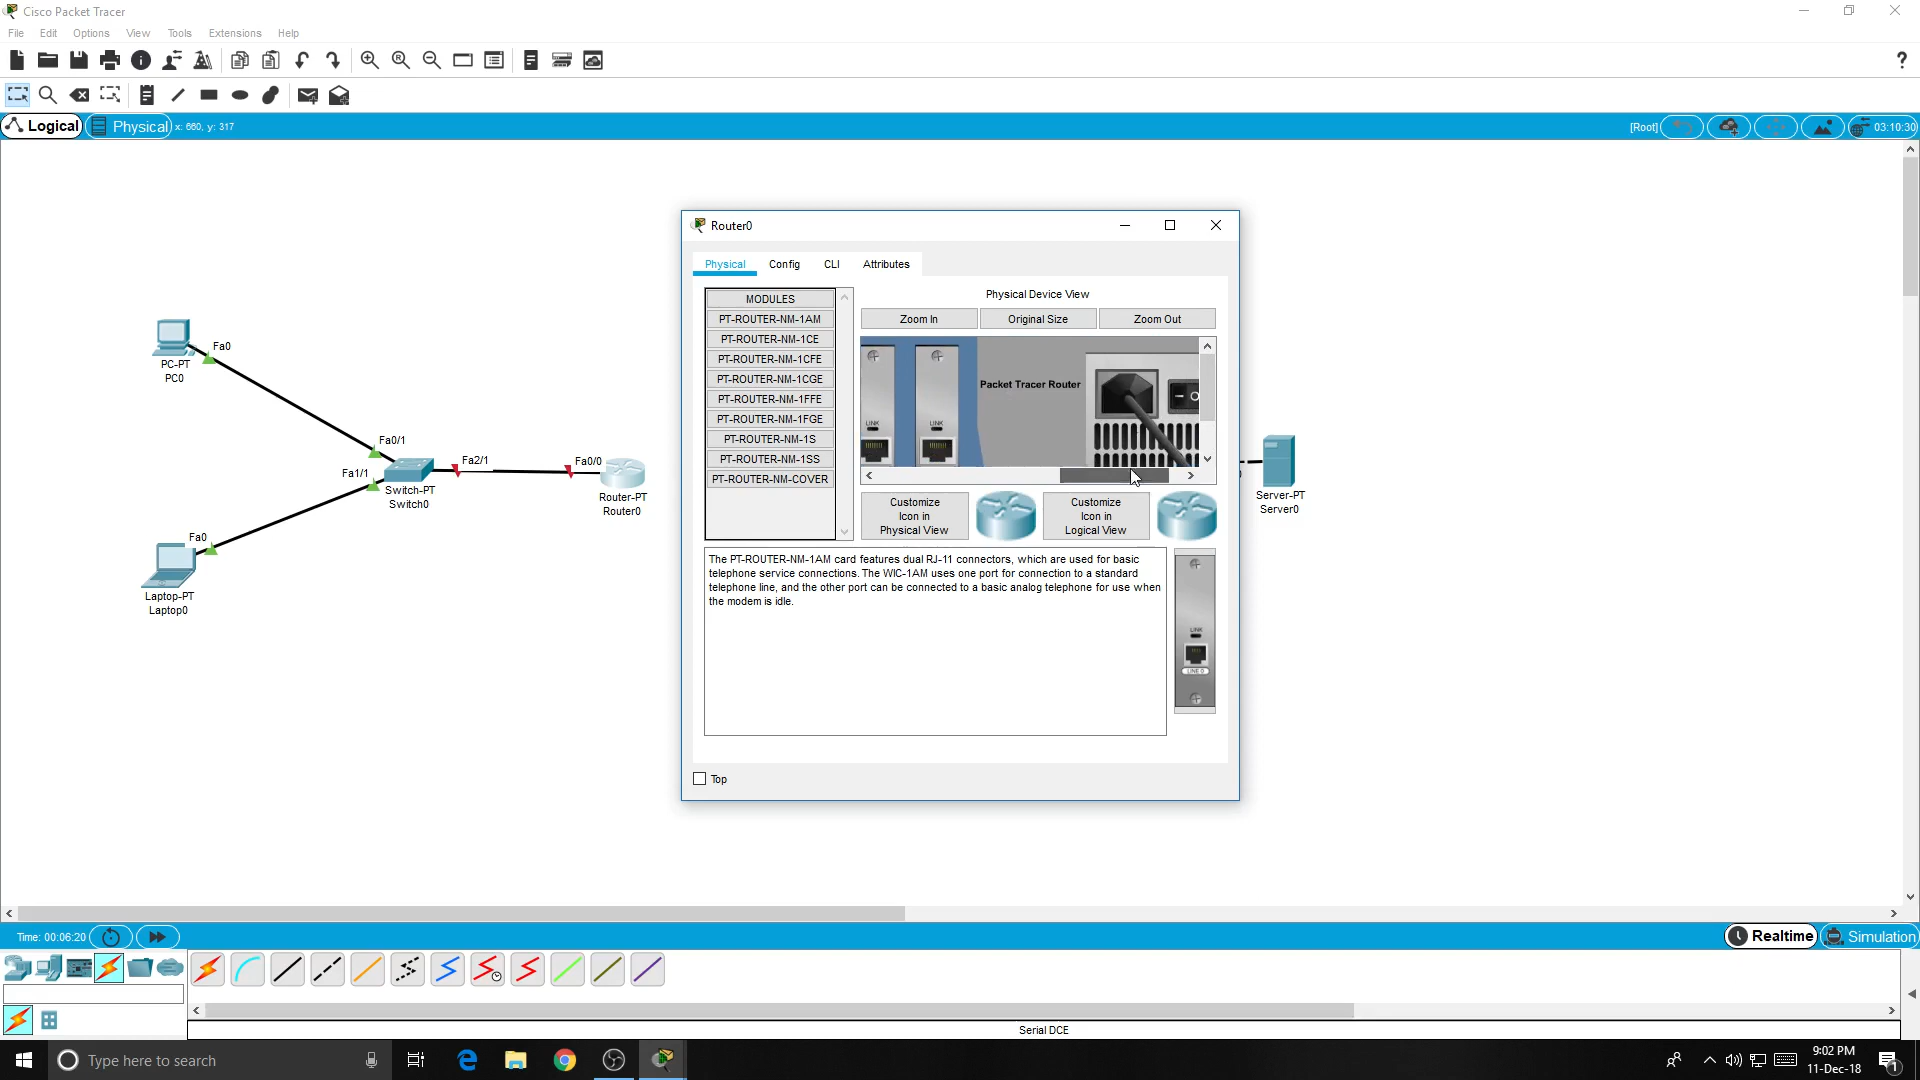 Cisco Packet Tracer
File Edit Options View Tools Extensions Help
?
Logical Physical x: 660, y: 317 [Root] 03:10:30
Router0
Physical Config CLI Attributes
MODULES
PT-ROUTER-NM-1AM
PT-ROUTER-NM-1CE
PT-ROUTER-NM-1CFE
PT-ROUTER-NM-1CGE
PT-ROUTER-NM-1FFE
PT-ROUTER-NM-1FGE
PT-ROUTER-NM-1S
PT-ROUTER-NM-1SS
PT-ROUTER-NM-COVER
Physical Device View
Zoom In Original Size Zoom Out
Packet Tracer Router
LINK LINK
Customize
Icon in
Physical View
Customize
Icon in
Logical View
The PT-ROUTER-NM-1AM card features dual RJ-11 connectors, which are used for basic
telephone service connections. The WIC-1AM uses one port for connection to a standard
telephone line, and the other port can be connected to a basic analog telephone for use when
the modem is idle.
LINK
LINE 0
Top
Fa0
PC-PT
PC0
Fa0/1
Fa1/1
Fa2/1
Switch-PT
Switch0
Fa0/0
Router-PT
Router0
Fa0
Laptop-PT
Laptop0
Server-PT
Server0
Time: 00:06:20
Realtime Simulation
Serial DCE
Type here to search
9:02 PM
11-Dec-18
1